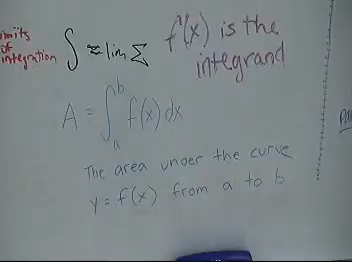 limits
of
integration
∫ ≈ lim Σ
f(x) is the
integrand
A = ∫ₐᵇ f(x) dx
The area under the curve
y = f(x) from a to b